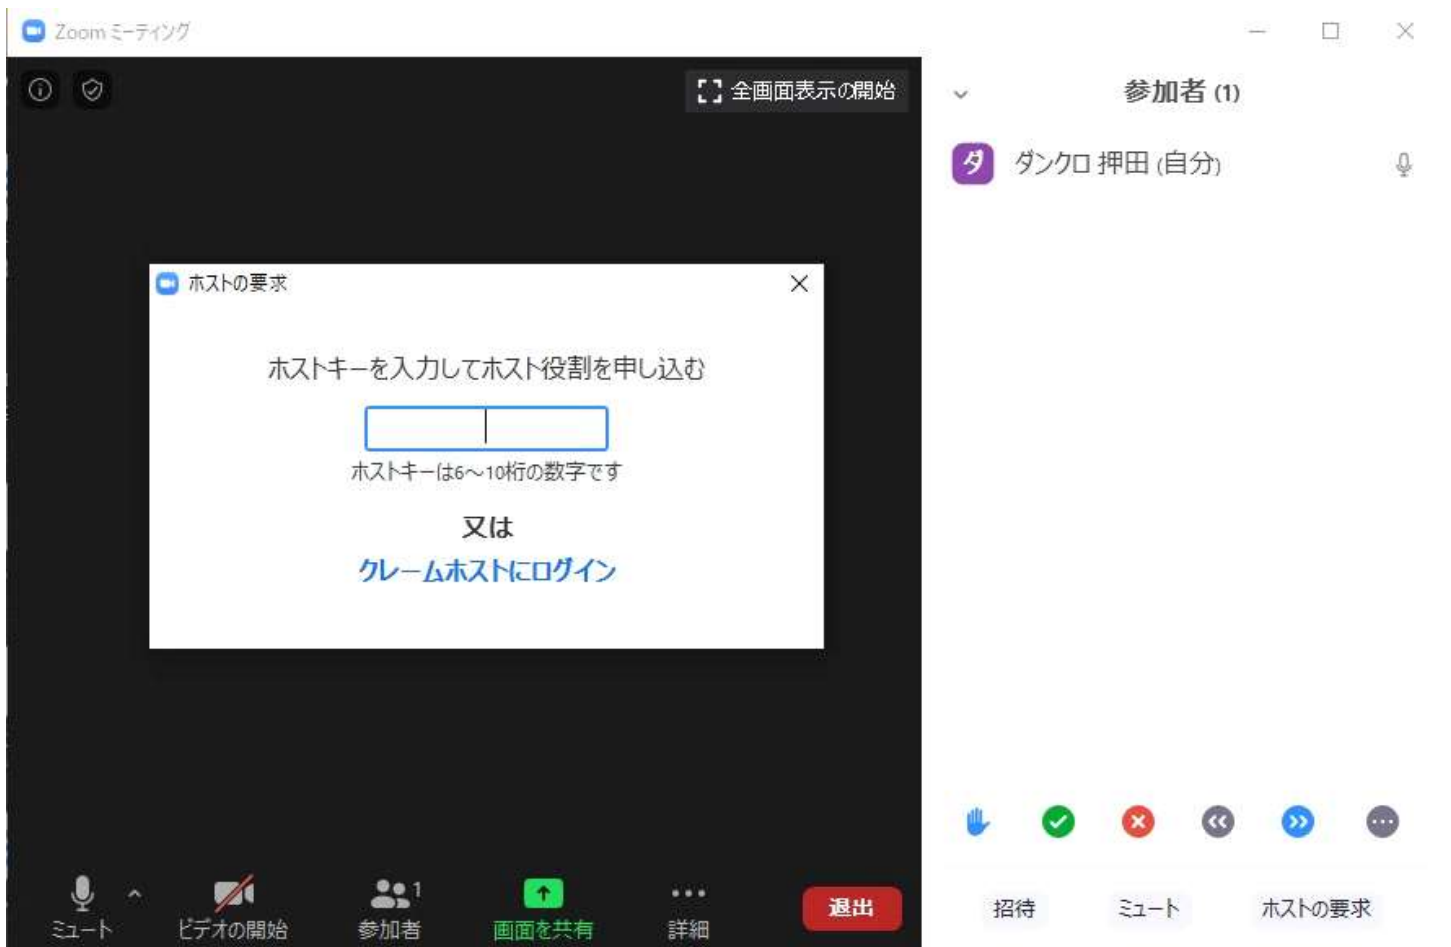 Zoom ミーティング
全画面表示の開始
参加者 (1)
ダ
ダンクロ 押田 (自分)
ホストの要求
ホストキーを入力してホスト役割を申し込む
ホストキーは6〜10桁の数字です
又は
クレームホストにログイン
ミュート
ビデオの開始
1
参加者
画面を共有
詳細
退出
招待
ミュート
ホストの要求